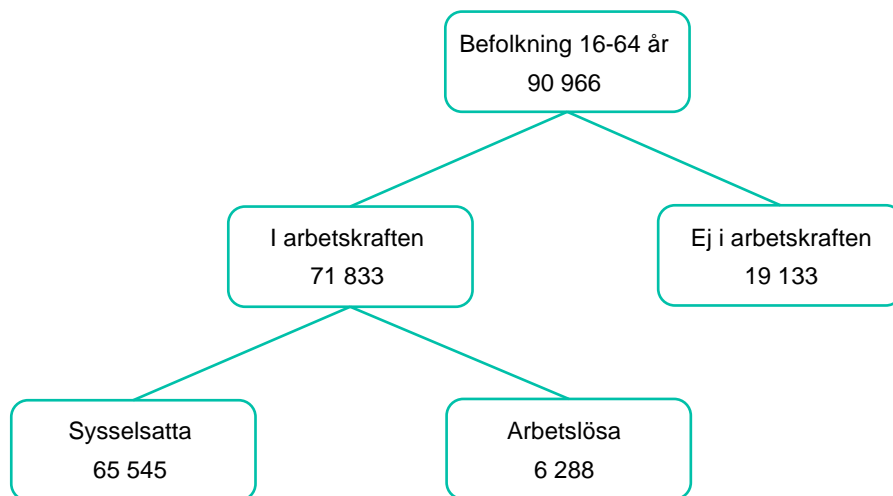 Befolkning 16-64 år
90 966
I arbetskraften
71 833
Ej i arbetskraften
19 133
Sysselsatta
65 545
Arbetslösa
6 288